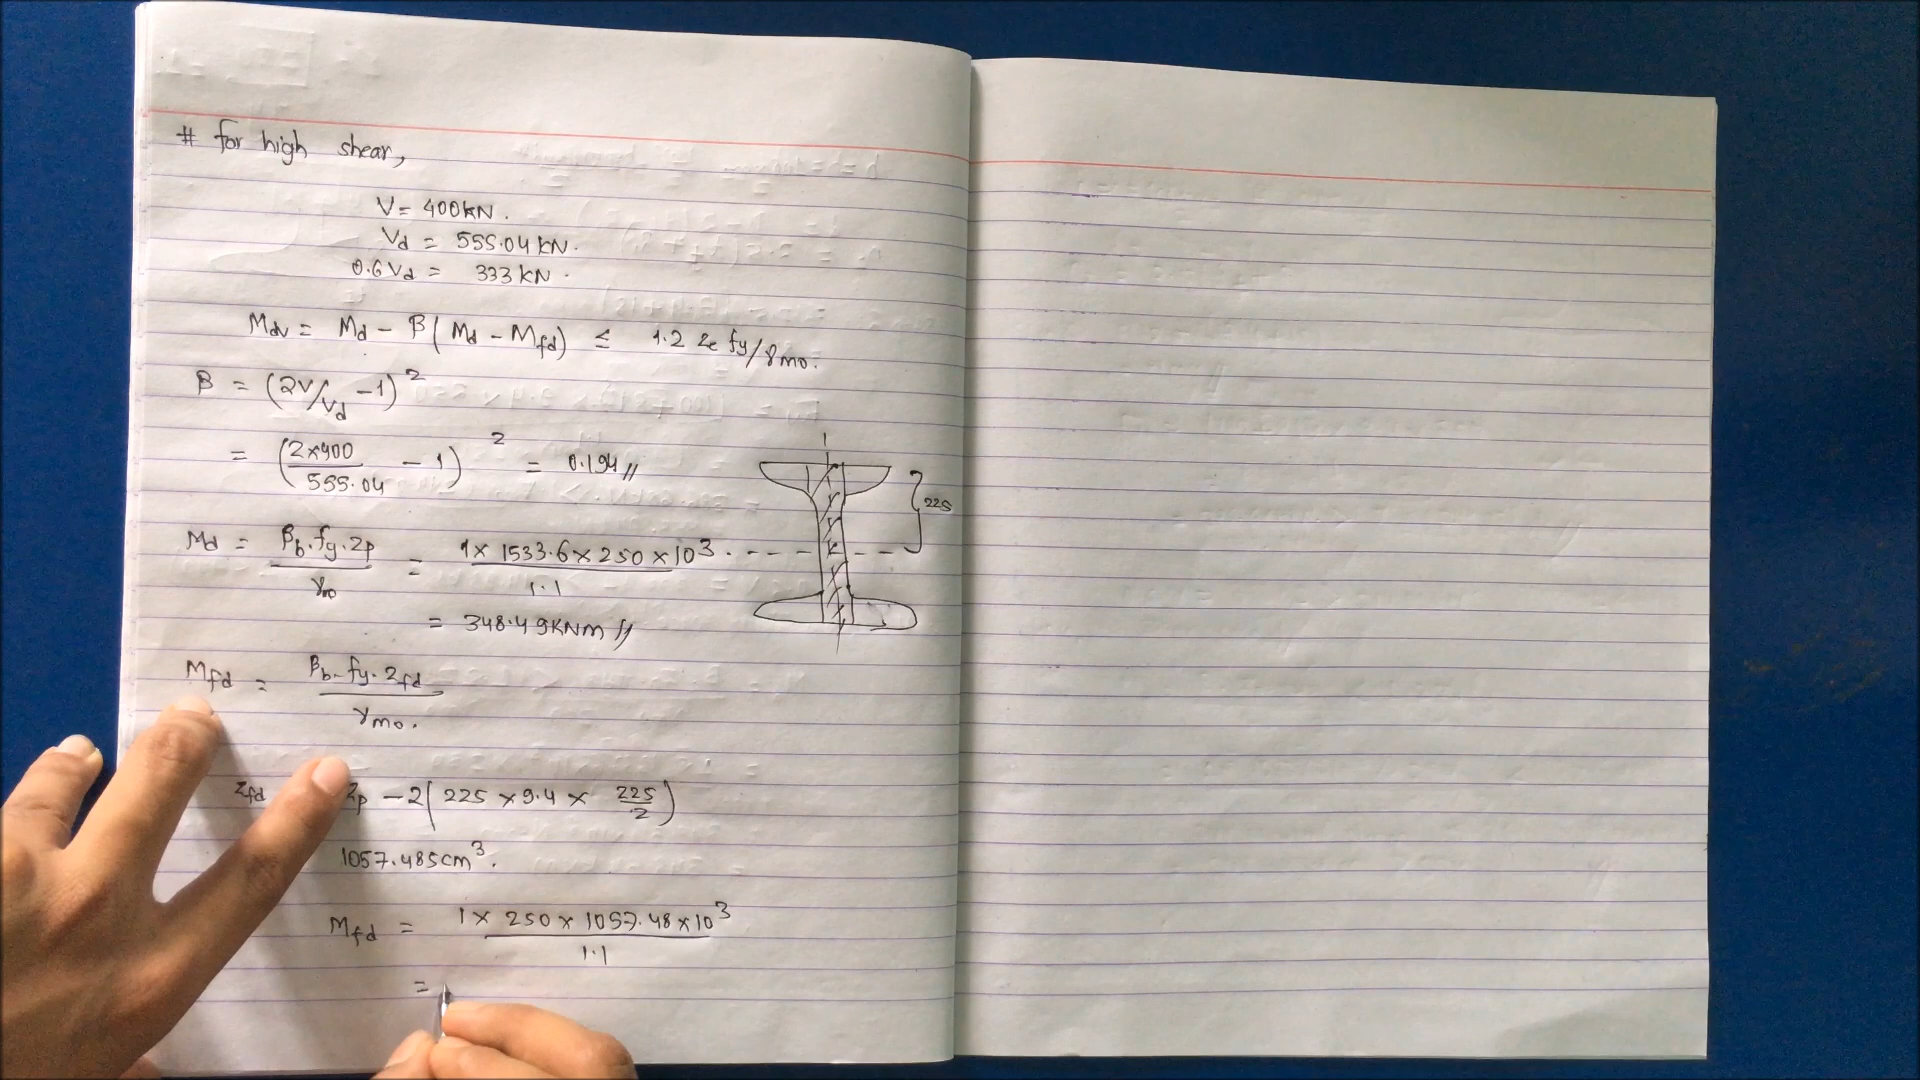 # for high shear,
V = 400KN.
Vd = 555.04 KN.
0.6Vd = 333 KN.
Mdv = Md - β(Md - Mfd) ≤ 1.2 Ze fy/γmo.
β = (2V/Vd - 1)²
= (2×400/555.04 - 1)² = 0.194 //
225
Md = βb.fy.Zp/γmo = 1× 1533.6×250×10³/1.1
= 348.49KNm //
Mfd = βb.fy.Zfd/γmo.
Zfd Zp - 2(225 ×9.4 × 225/2)
1057.485cm³.
Mfd = 1× 250× 1057.48×10³/1.1
=